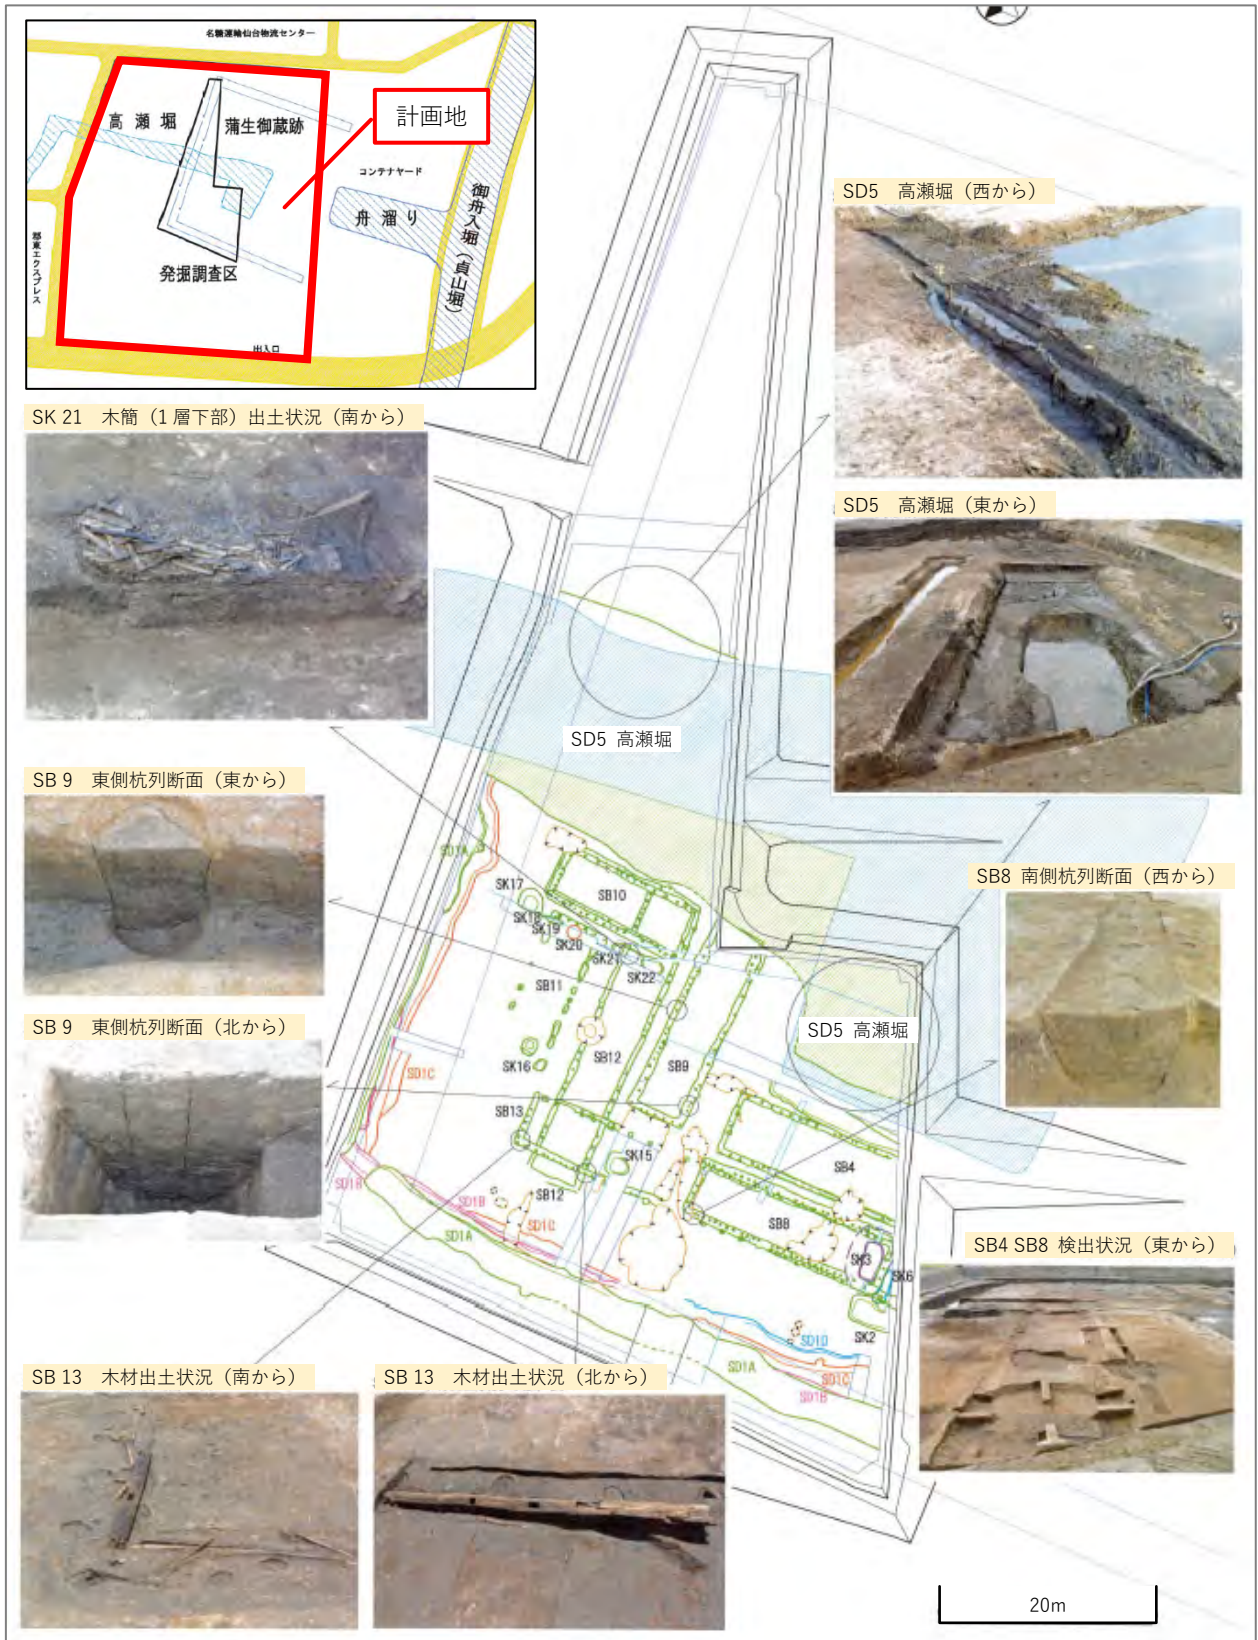 名糖運輸仙台物流センター
計画地
高瀬堀
蒲生御蔵跡
コンテナヤード
舟溜り
御舟入堀（貞山堀）
発掘調査区
郡東エクスプレス
出入口
SD5 高瀬堀（西から）
SK 21 木簡（1層下部）出土状況（南から）
SD5 高瀬堀（東から）
SD5 高瀬堀
SB 9 東側杭列断面（東から）
SB8 南側杭列断面（西から）
SD1A
SK17
SB10
SK18
SK19
SK20
SK21
SK22
SB11
SD5 高瀬堀
SB 9 東側杭列断面（北から）
SB12
SK16
SB9
SD1C
SB13
SK15
SB4
SD1B
SB12
SD1B
SD1C
SB8
SD1A
SK3
SK6
SB4 SB8 検出状況（東から）
SK2
SD1D
SD1A
SD1C
SD1B
SB 13 木材出土状況（南から）
SB 13 木材出土状況（北から）
20m